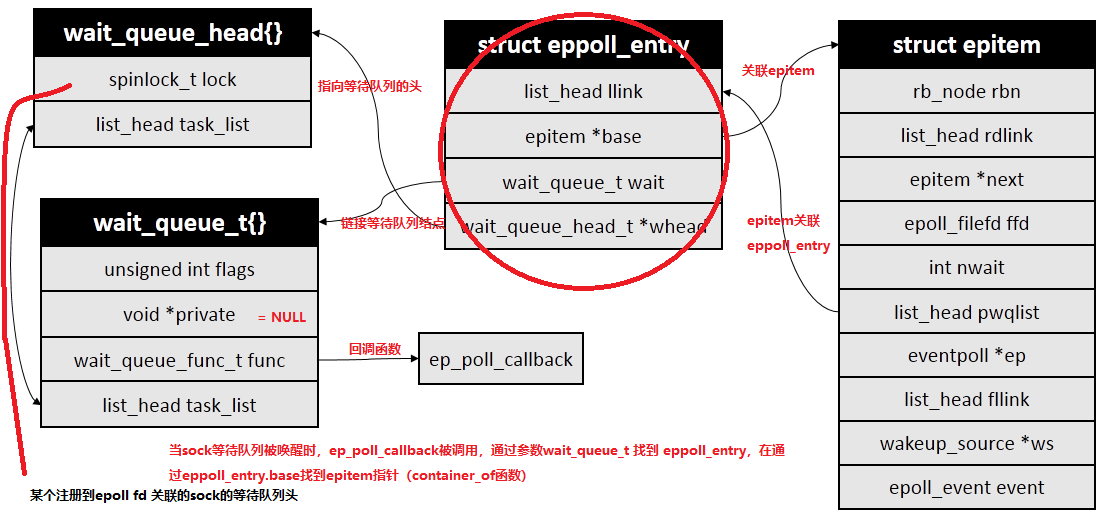 wait_queue_head{}
spinlock_t lock
list_head task_list
指向等待队列的头
struct eppoll_entry
list_head llink
epitem *base
wait_queue_t wait
wait_queue_head_t *whead
关联epitem
struct epitem
rb_node rbn
list_head rdlink
epitem *next
epoll_filefd ffd
int nwait
list_head pwqlist
eventpoll *ep
list_head fllink
wakeup_source *ws
epoll_event event
epitem关联
eppoll_entry
链接等待队列结点
wait_queue_t{}
unsigned int flags
void *private = NULL
wait_queue_func_t func
list_head task_list
回调函数
ep_poll_callback
当sock等待队列被唤醒时，ep_poll_callback被调用，通过参数wait_queue_t 找到 eppoll_entry，在通
过eppoll_entry.base找到epitem指针（container_of函数）
某个注册到epoll fd 关联的sock的等待队列头